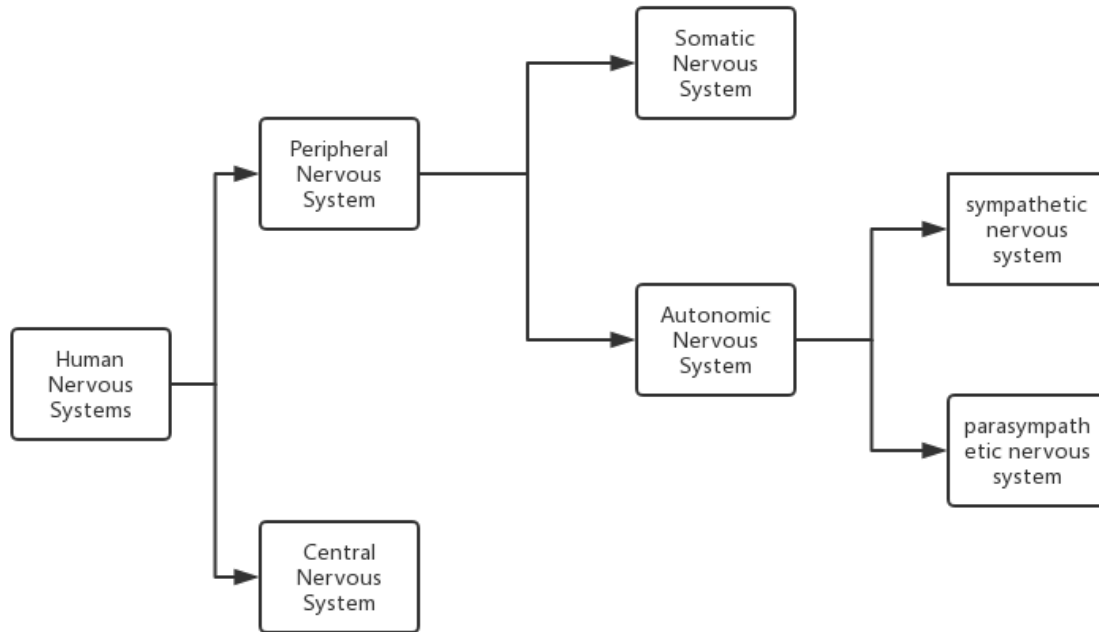 Somatic
Nervous
System
Peripheral
Nervous
System
sympathetic
nervous
system
Autonomic
Nervous
System
Human
Nervous
Systems
parasympath
etic nervous
system
Central
Nervous
System